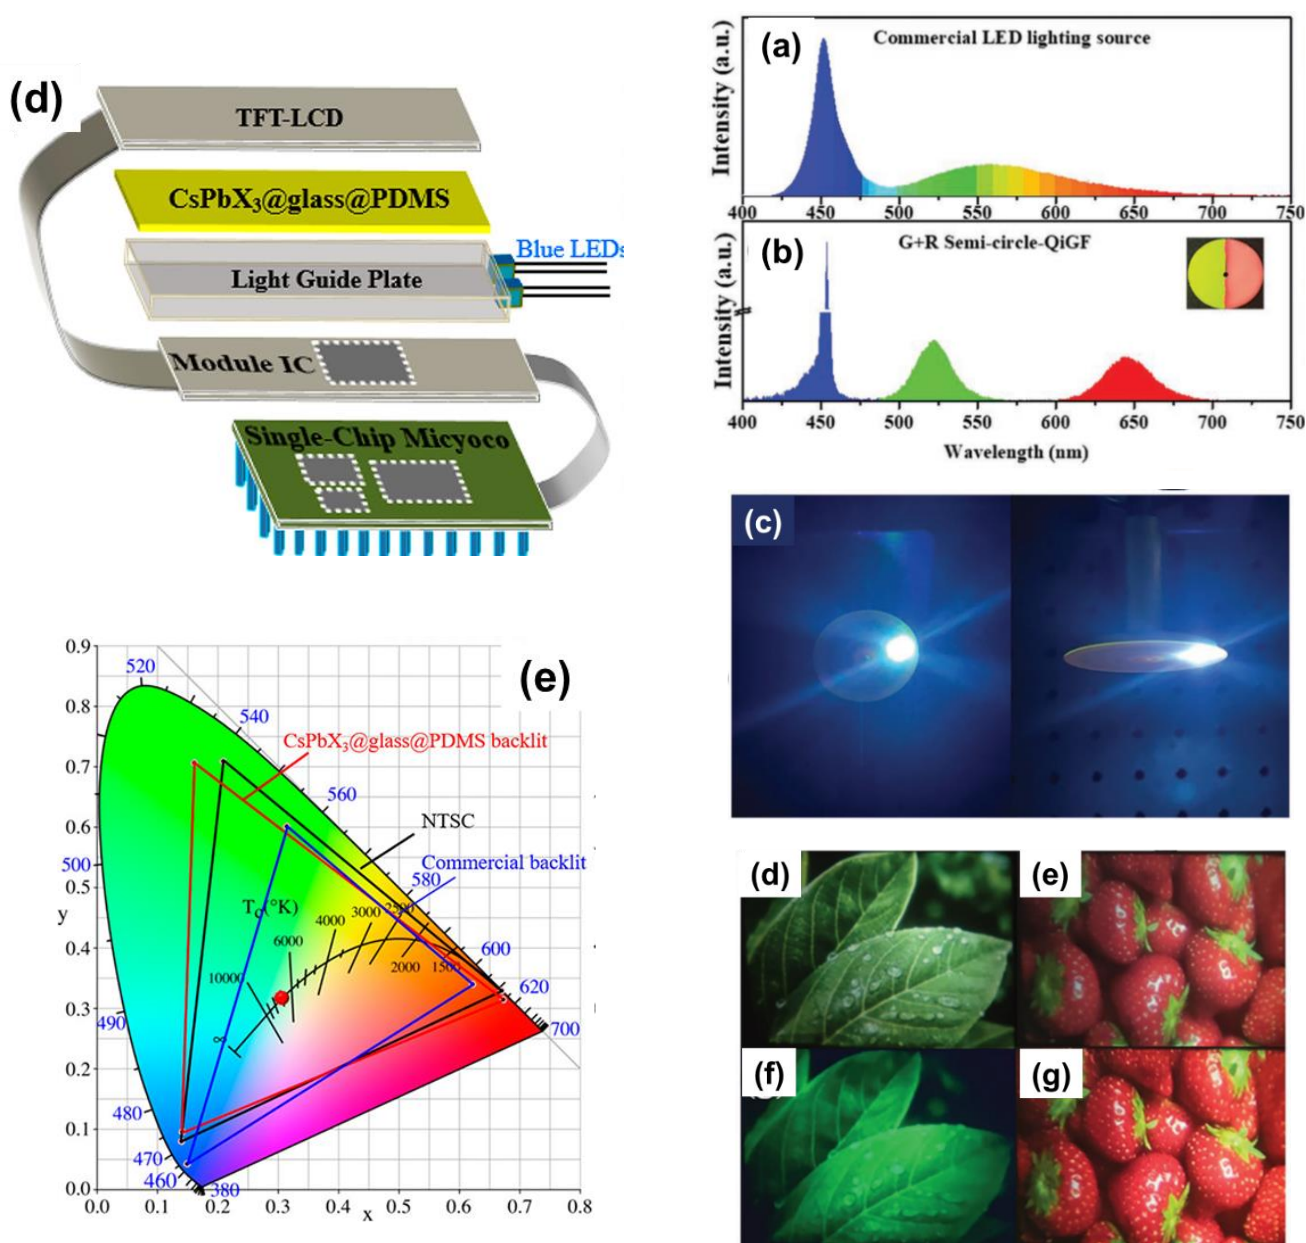 (d)
TFT-LCD
CsPbX₃@glass@PDMS
Blue LEDs
Light Guide Plate
Module IC
Single-Chip Micyoco
(a)
Commercial LED lighting source
Intensity (a.u.)
400 450 500 550 600 650 700 750
(b)
G+R Semi-circle-QiGF
Intensity (a.u.)
400 450 500 550 600 650 700 750
Wavelength (nm)
(c)
(e)
0.9
0.8
0.7
0.6
0.5
0.4
0.3
0.2
0.1
0.0
y
0.0 0.1 0.2 0.3 0.4 0.5 0.6 0.7 0.8
x
520
540
560
580
600
620
700
500
490
480
470
460
380
CsPbX₃@glass@PDMS backlit
NTSC
Commercial backlit
T_C(°K)
10000
6000
4000
3000
2500
2000
1500
∞
(d)
(e)
(f)
(g)